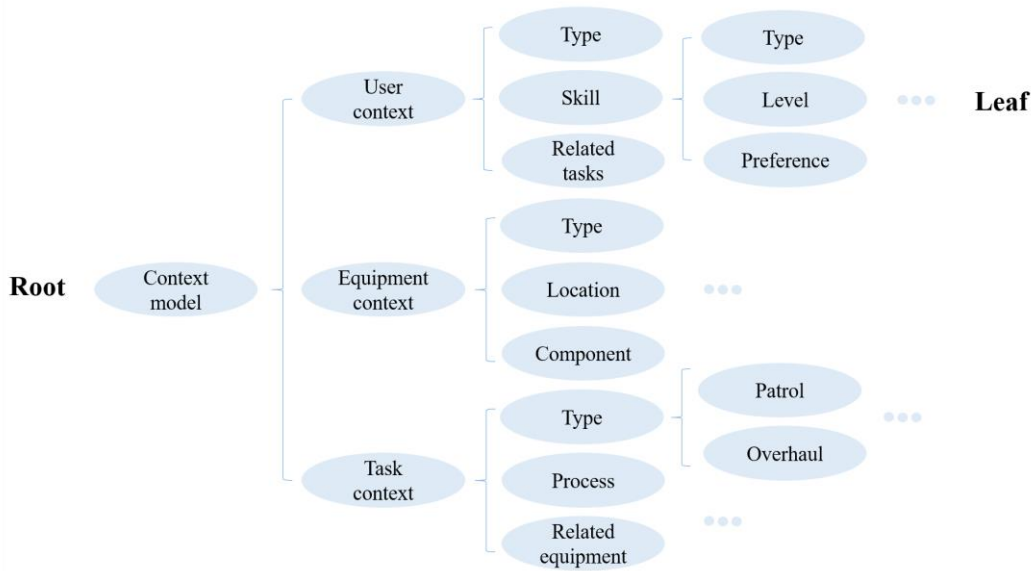 Root
Context
model
User
context
Type
Skill
Related
tasks
Type
Level
Preference
Leaf
Equipment
context
Type
Location
Component
Task
context
Type
Process
Related
equipment
Patrol
Overhaul